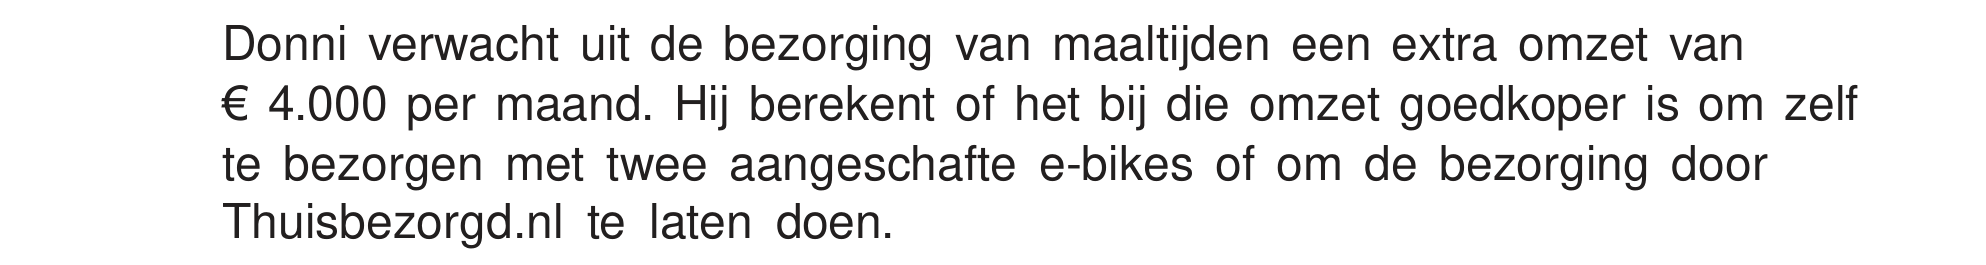 Donni verwacht uit de bezorging van maaltijden een extra omzet van
€ 4.000 per maand. Hij berekent of het bij die omzet goedkoper is om zelf
te bezorgen met twee aangeschafte e-bikes of om de bezorging door
Thuisbezorgd.nl te laten doen.